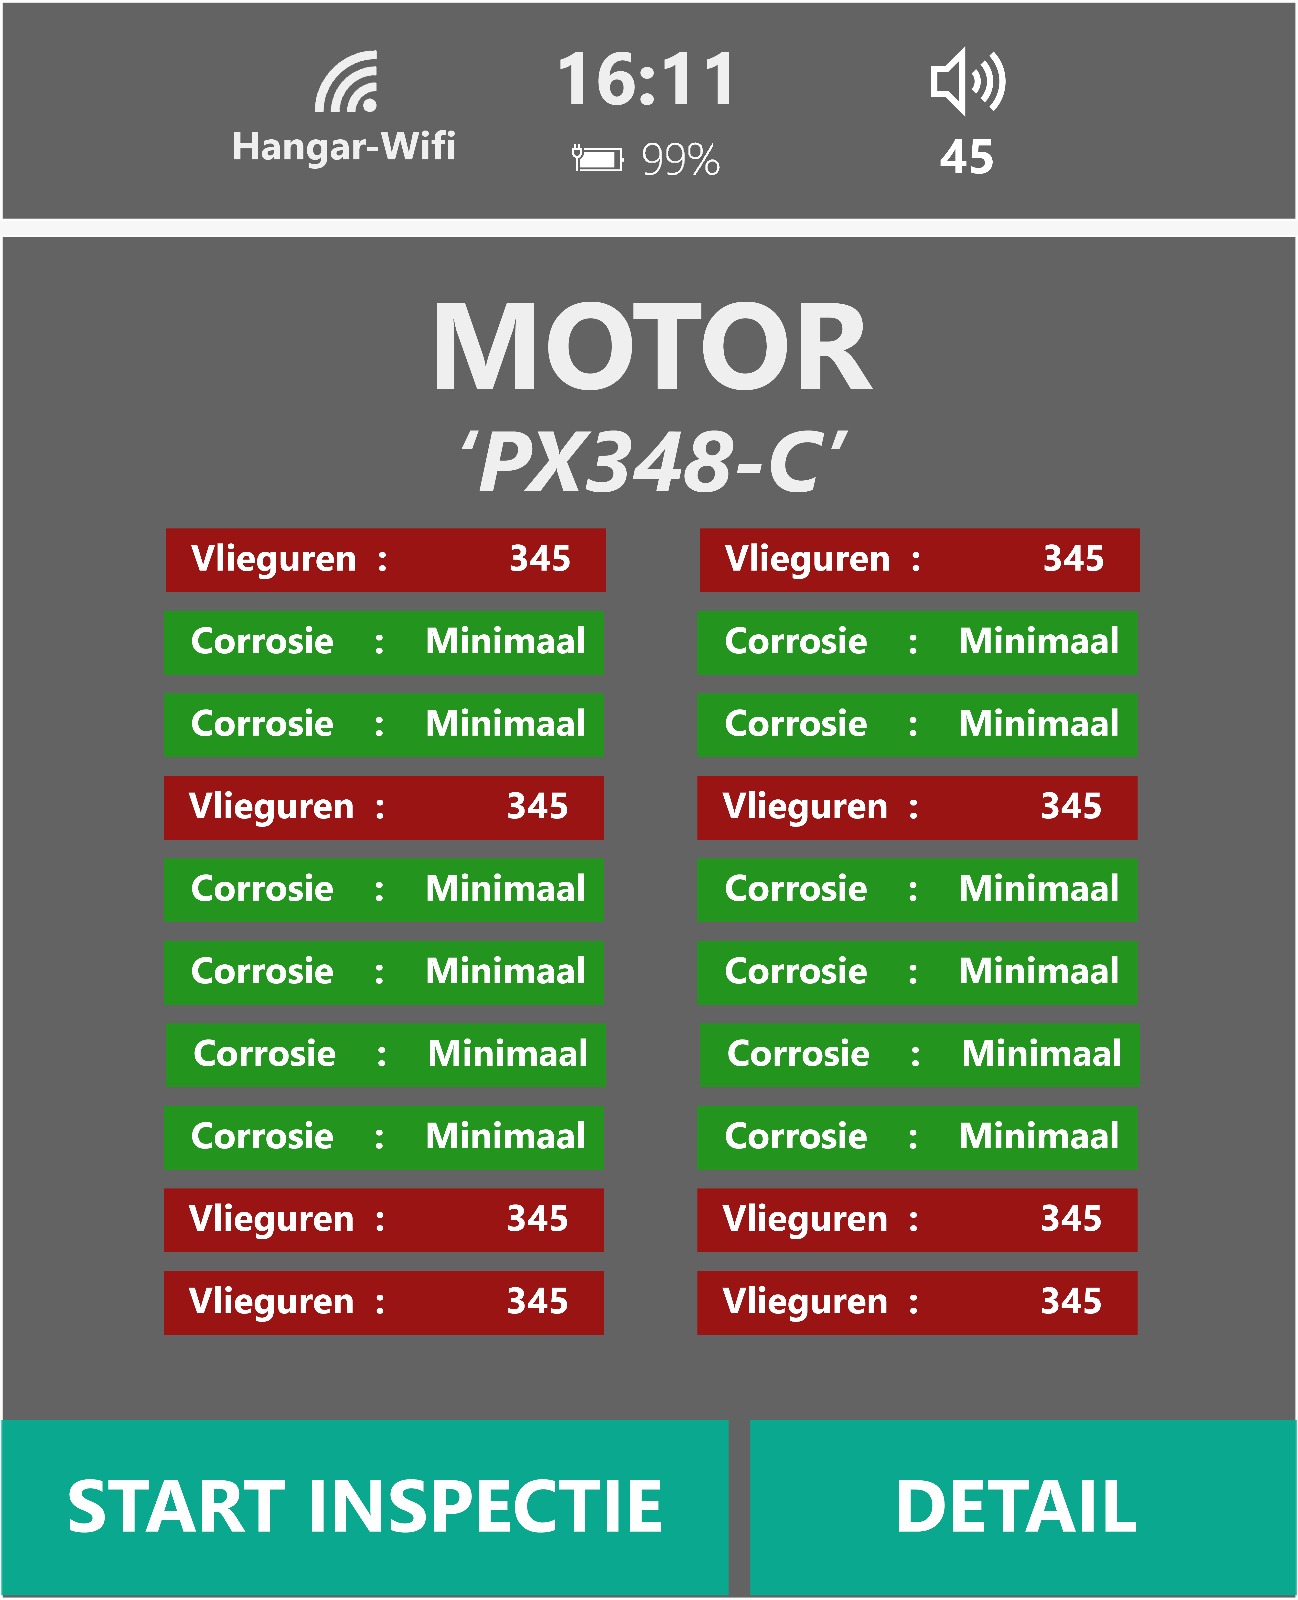 16:11
Hangar-Wifi
99%
45
MOTOR
‘PX348-C’
Vlieguren : 345 Vlieguren : 345
Corrosie : Minimaal Corrosie : Minimaal
Corrosie : Minimaal Corrosie : Minimaal
Vlieguren : 345 Vlieguren : 345
Corrosie : Minimaal Corrosie : Minimaal
Corrosie : Minimaal Corrosie : Minimaal
Corrosie : Minimaal Corrosie : Minimaal
Corrosie : Minimaal Corrosie : Minimaal
Vlieguren : 345 Vlieguren : 345
Vlieguren : 345 Vlieguren : 345
START INSPECTIE DETAIL